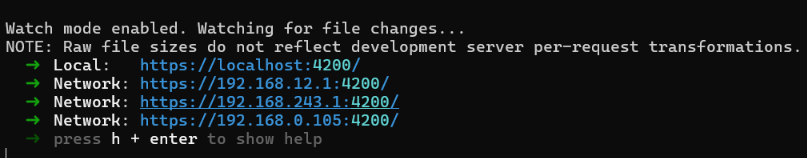 Watch mode enabled. Watching for file changes...
NOTE: Raw file sizes do not reflect development server per-request transformations.
➜ Local: https://localhost:4200/
➜ Network: https://192.168.12.1:4200/
➜ Network: https://192.168.243.1:4200/
➜ Network: https://192.168.0.105:4200/
➜ press h + enter to show help